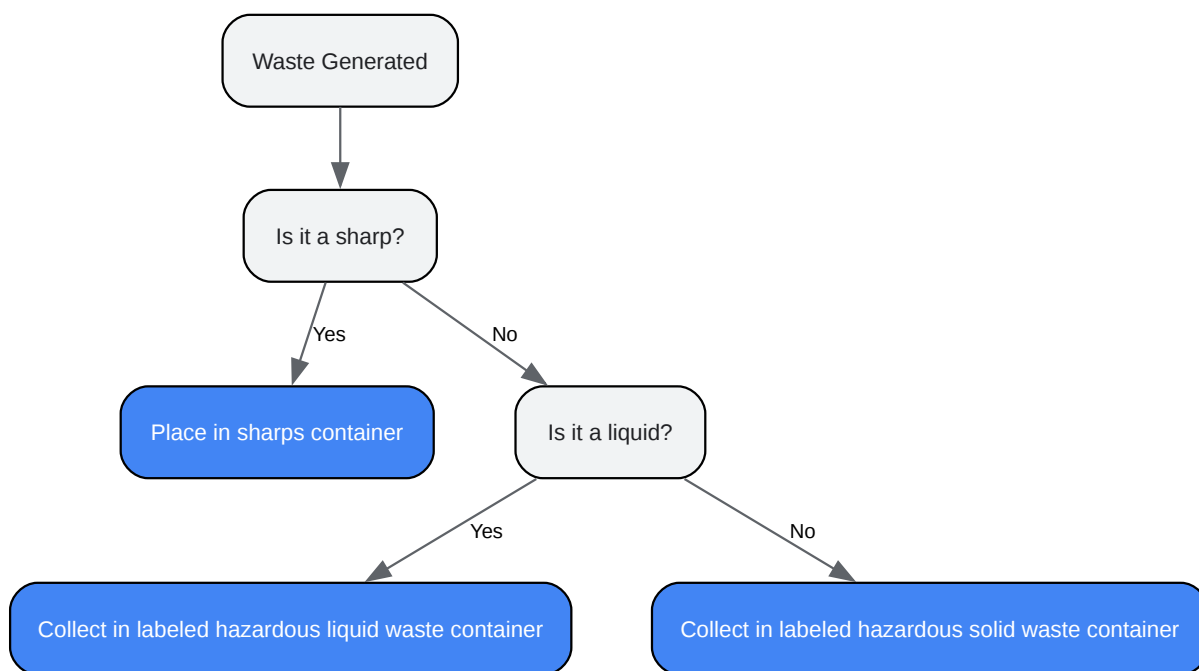 Waste Generated
Is it a sharp?
Yes
No
Place in sharps container
Is it a liquid?
Yes
No
Collect in labeled hazardous liquid waste container
Collect in labeled hazardous solid waste container